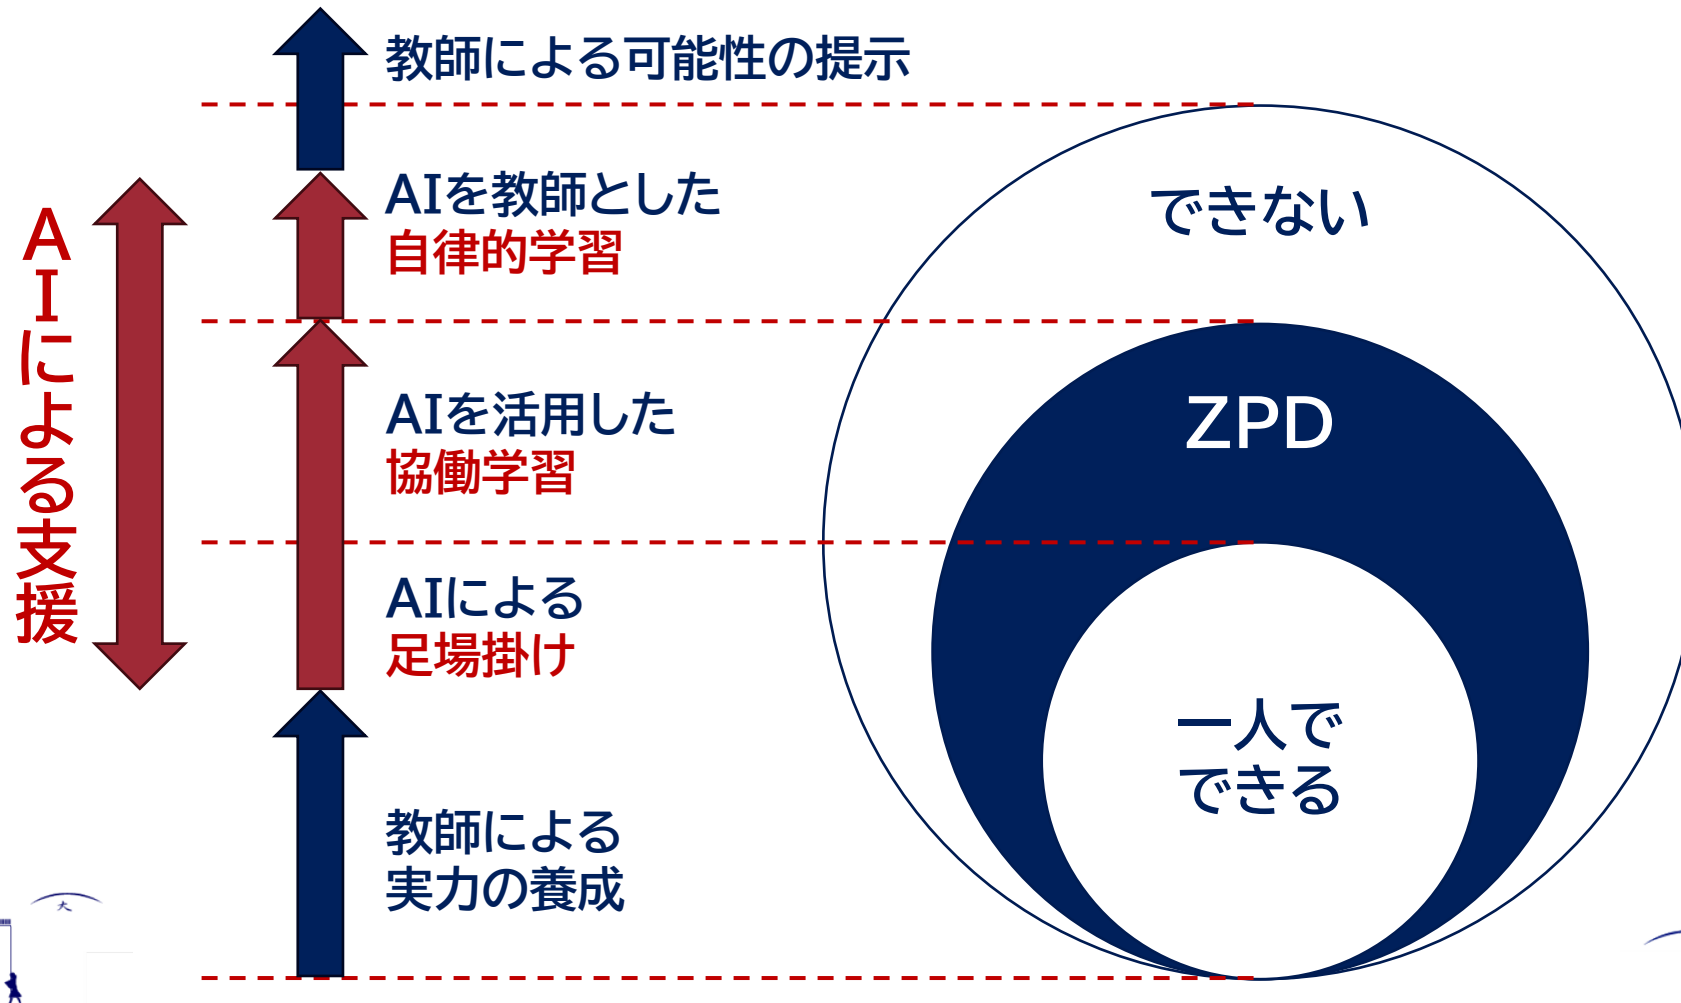 教師による可能性の提示
AIを教師とした
自律的学習
AIによる支援
AIを活用した
協働学習
AIによる
足場掛け
教師による
実力の養成
できない
ZPD
一人で
できる
大